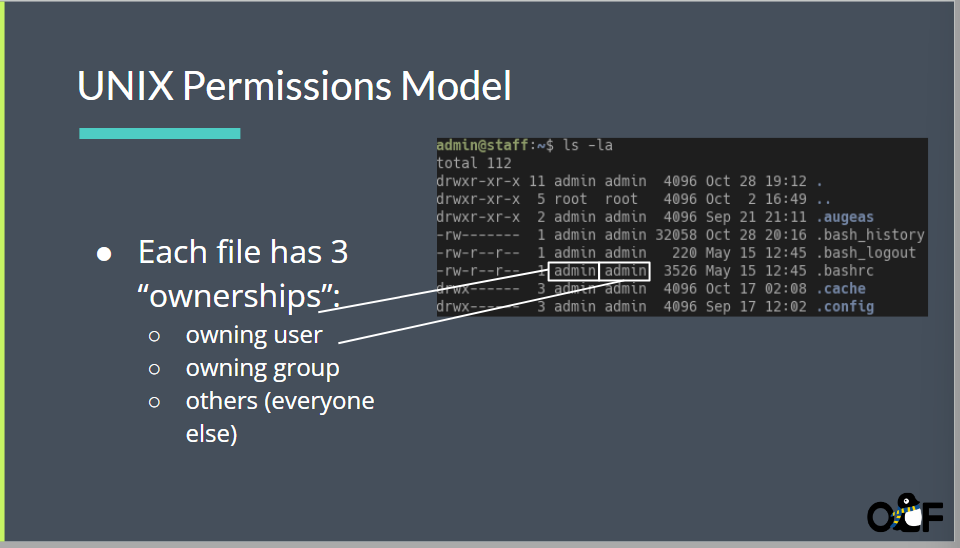 UNIX Permissions Model
● Each file has 3
“ownerships”:
○ owning user
○ owning group
○ others (everyone
else)
admin@staff:~$ ls -la
total 112
drwxr-xr-x 11 admin admin  4096 Oct 28 19:12 .
drwxr-xr-x  5 root  root   4096 Oct  2 16:49 ..
drwxr-xr-x  2 admin admin  4096 Sep 21 21:11 .augeas
-rw-------  1 admin admin 32058 Oct 28 20:16 .bash_history
-rw-r--r--  1 admin admin   220 May 15 12:45 .bash_logout
-rw-r--r--  1 admin admin  3526 May 15 12:45 .bashrc
drwx------  3 admin admin  4096 Oct 17 02:08 .cache
drwx------  3 admin admin  4096 Sep 17 12:02 .config
OCF